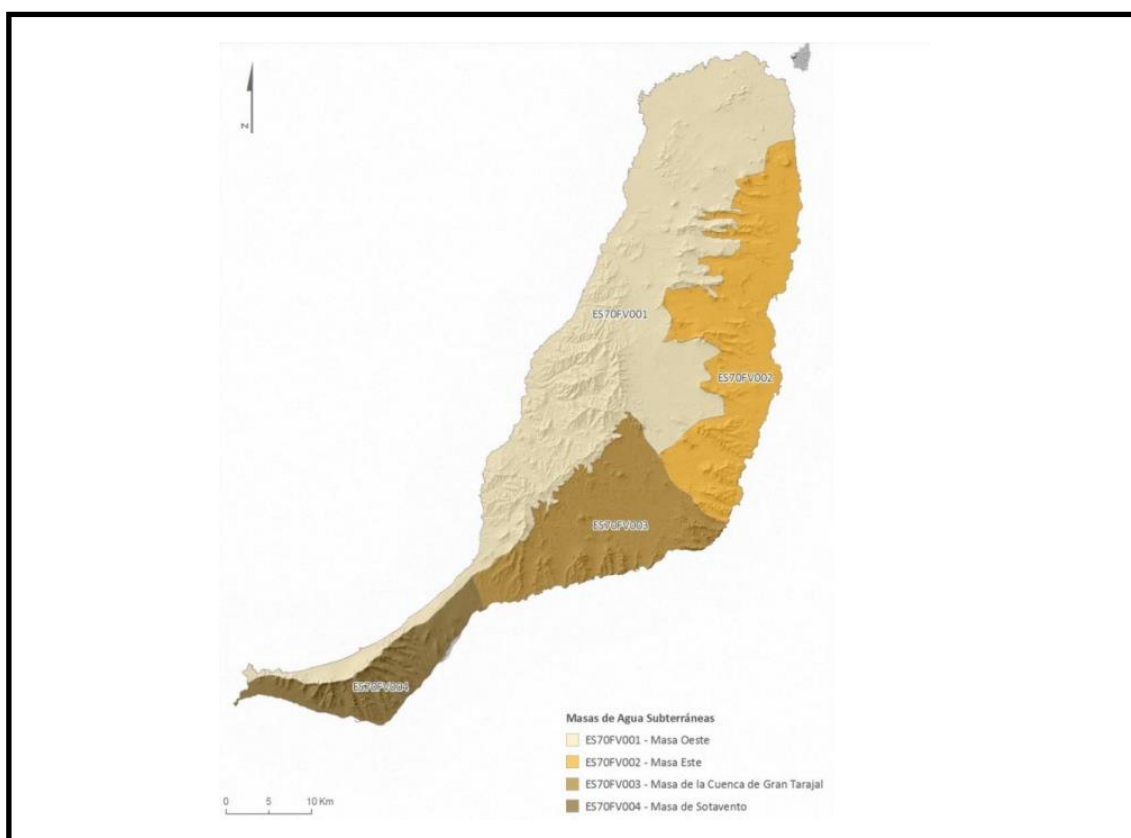 N
ES70FV001
ES70FV002
ES70FV003
ES70FV004
Masas de Agua Subterráneas
ES70FV001 - Masa Oeste
ES70FV002 - Masa Este
ES70FV003 - Masa de la Cuenca de Gran Tarajal
ES70FV004 - Masa de Sotavento
0 5 10 Km